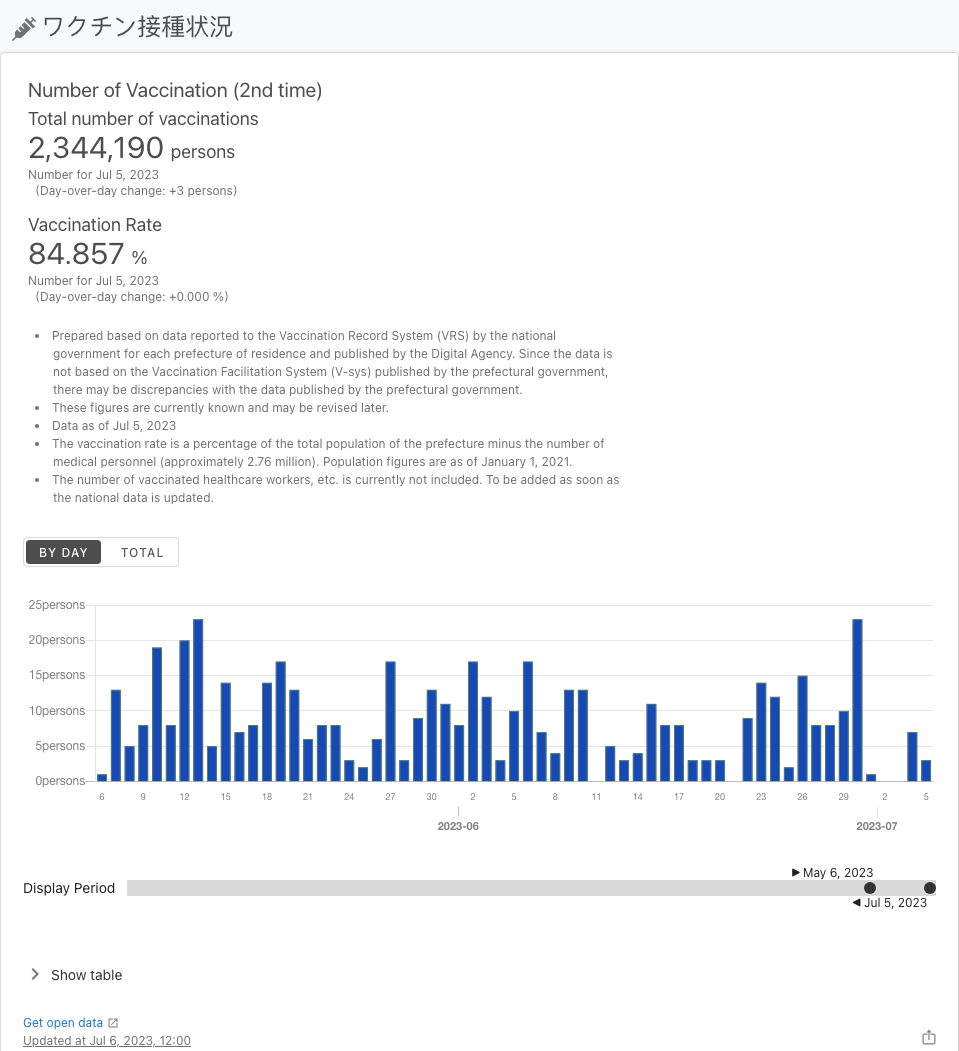 ワクチン接種状況
Number of Vaccination (2nd time)
Total number of vaccinations
2,344,190 persons
Number for Jul 5, 2023
(Day-over-day change: +3 persons)
Vaccination Rate
84.857 %
Number for Jul 5, 2023
(Day-over-day change: +0.000 %)
• Prepared based on data reported to the Vaccination Record System (VRS) by the national
government for each prefecture of residence and published by the Digital Agency. Since the data is
not based on the Vaccination Facilitation System (V-sys) published by the prefectural government,
there may be discrepancies with the data published by the prefectural government.
• These figures are currently known and may be revised later.
• Data as of Jul 5, 2023
• The vaccination rate is a percentage of the total population of the prefecture minus the number of
medical personnel (approximately 2.76 million). Population figures are as of January 1, 2021.
• The number of vaccinated healthcare workers, etc. is currently not included. To be added as soon as
the national data is updated.
BY DAY TOTAL
25persons
20persons
15persons
10persons
5persons
0persons
6 9 12 15 18 21 24 27 30 2 5 8 11 14 17 20 23 26 29 2 5
2023-06 2023-07
May 6, 2023
Display Period
Jul 5, 2023
Show table
Get open data
Updated at Jul 6, 2023, 12:00